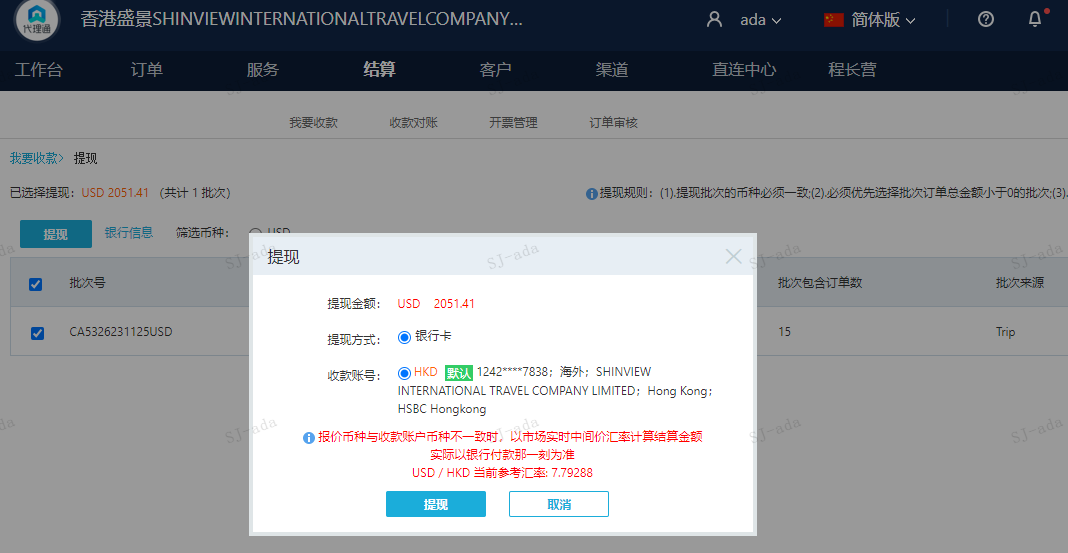 代理通
香港盛景SHINVIEWINTERNATIONALTRAVELCOMPANY...
ada
简体版
工作台 订单 服务 结算 客户 渠道 直连中心 程长营
我要收款 收款对账 开票管理 订单审核
我要收款> 提现
已选择提现: USD 2051.41 (共计 1 批次)
提现规则: (1).提现批次的币种必须一致;(2).必须优先选择批次订单总金额小于0的批次;(3).
提现 银行信息 筛选币种: USD
批次号 批次包含订单数 批次来源
CA5326231125USD 15 Trip
提现
提现金额: USD 2051.41
提现方式: 银行卡
收款账号: HKD 默认 1242****7838; 海外; SHINVIEW
INTERNATIONAL TRAVEL COMPANY LIMITED; Hong Kong;
HSBC Hongkong
报价币种与收款账户币种不一致时, 以市场实时中间价汇率计算结算金额
实际以银行付款那一刻为准
USD / HKD 当前参考汇率: 7.79288
提现 取消
SJ-ada